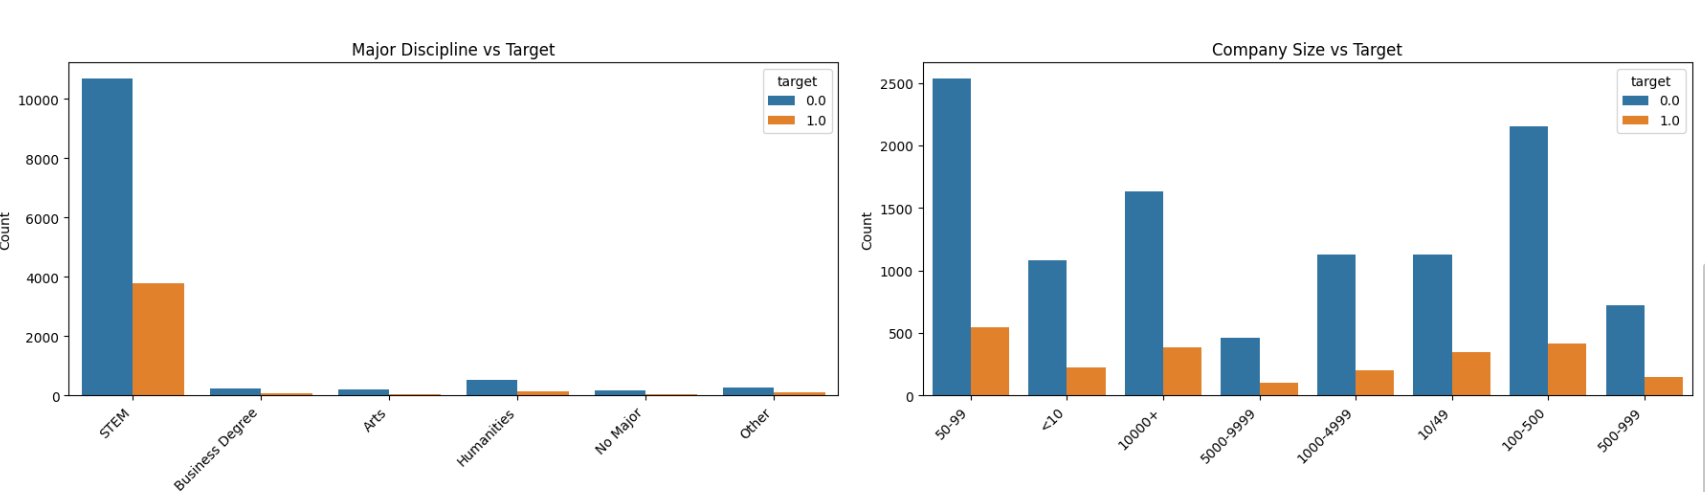 Major Discipline vs Target
Count
10000
8000
6000
4000
2000
0
target
0.0
1.0
STEM
Business Degree
Arts
Humanities
No Major
Other
Company Size vs Target
Count
2500
2000
1500
1000
500
0
target
0.0
1.0
50-99
<10
10000+
5000-9999
1000-4999
10/49
100-500
500-999